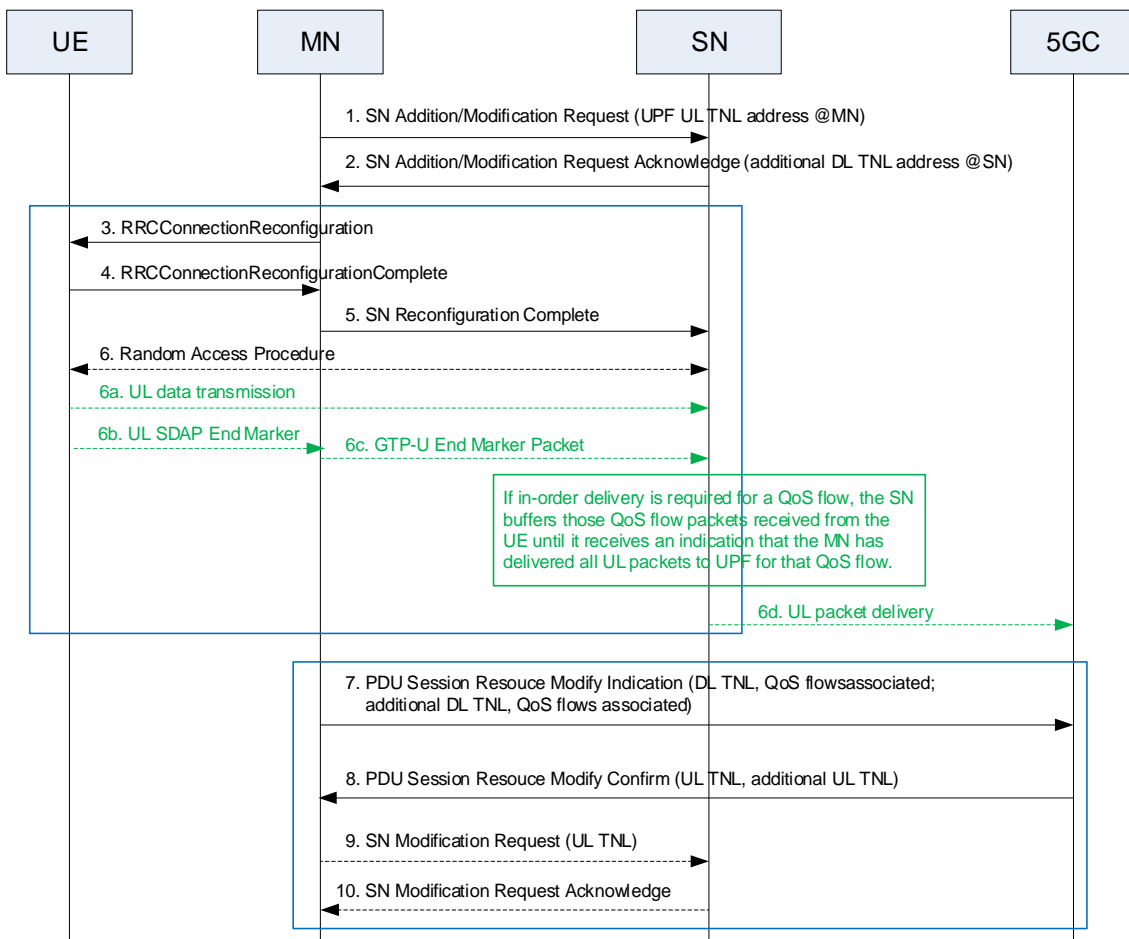 UE
MN
SN
5GC
1. SN Addition/Modification Request (UPF UL TNL address @MN)
2. SN Addition/Modification Request Acknowledge (additional DL TNL address @SN)
3. RRCConnectionReconfiguration
4. RRCConnectionReconfigurationComplete
5. SN Reconfiguration Complete
6. Random Access Procedure
6a. UL data transmission
6b. UL SDAP End Marker
6c. GTP-U End Marker Packet
If in-order delivery is required for a QoS flow, the SN
buffers those QoS flow packets received from the
UE until it receives an indication that the MN has
delivered all UL packets to UPF for that QoS flow.
6d. UL packet delivery
7. PDU Session Resouce Modify Indication (DL TNL, QoS flowsassociated;
additional DL TNL, QoS flows associated)
8. PDU Session Resouce Modify Confirm (UL TNL, additional UL TNL)
9. SN Modification Request (UL TNL)
10. SN Modification Request Acknowledge